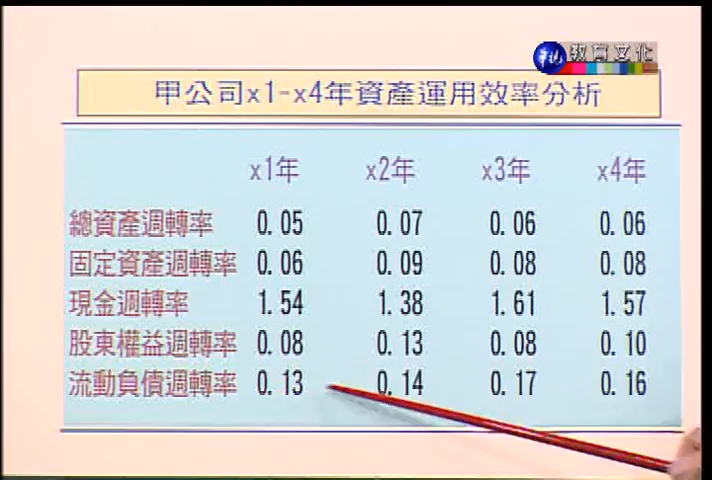 華視 教育文化
甲公司x1-x4年資產運用效率分析
x1年 x2年 x3年 x4年
總資產週轉率 0.05 0.07 0.06 0.06
固定資產週轉率 0.06 0.09 0.08 0.08
現金週轉率 1.54 1.38 1.61 1.57
股東權益週轉率 0.08 0.13 0.08 0.10
流動負債週轉率 0.13 0.14 0.17 0.16